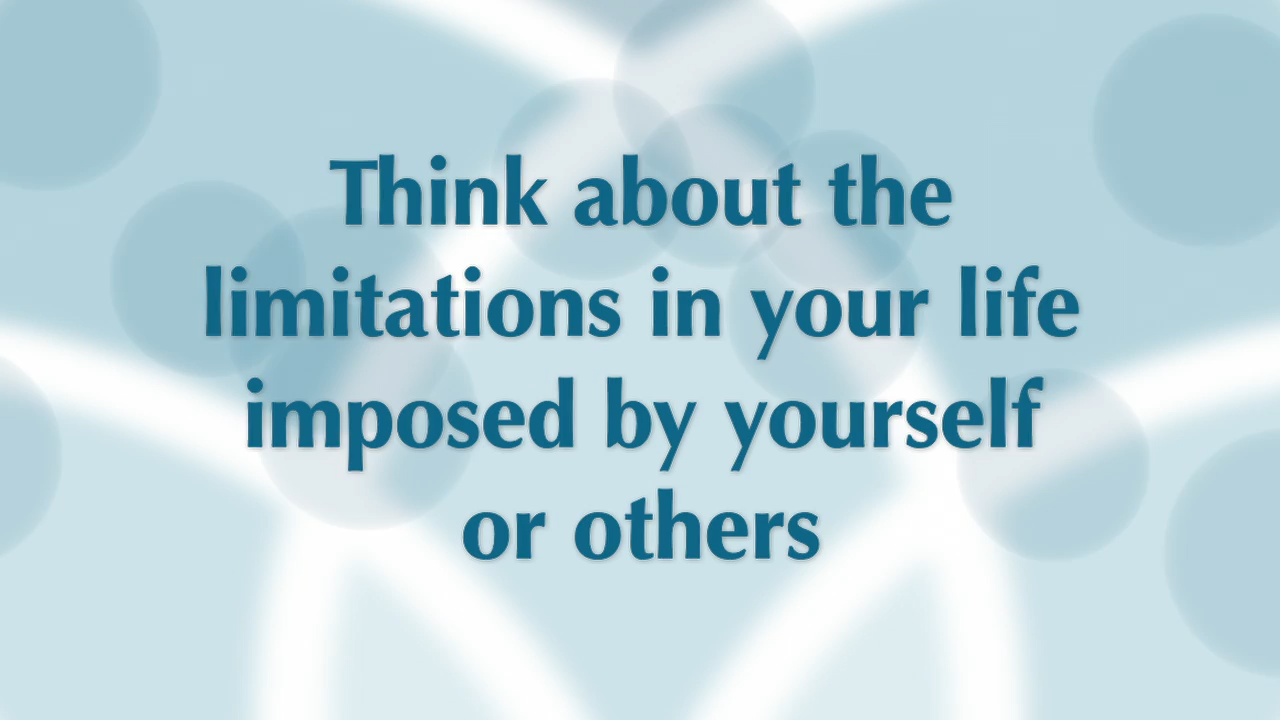 Think about the
limitations in your life
imposed by yourself
or others